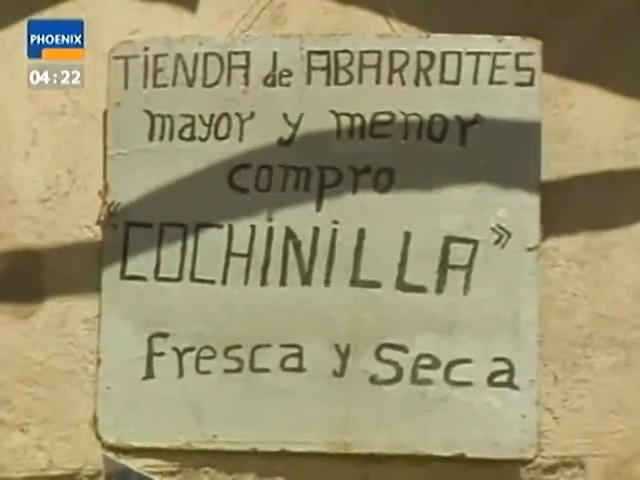 PHOENIX
04:22
TiENDA de ABARROTES
mayor y menor
compro
"COCHiNiLLA"
fresca y seca